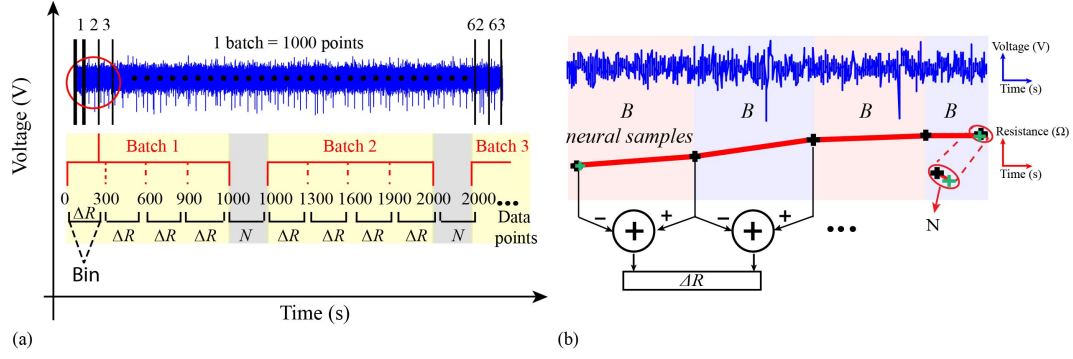 (a)
Voltage (V)
1 2 3
62 63
1 batch = 1000 points
Batch 1
Batch 2
Batch 3
0 300 600 900 1000 1000 1300 1600 1900 2000 2000
ΔR
ΔR ΔR ΔR N ΔR ΔR ΔR ΔR N
Data
points
Bin
Time (s)
(b)
Voltage (V)
Time (s)
B B B B
neural samples
Resistance (Ω)
Time (s)
N
− + − +
+ +
ΔR